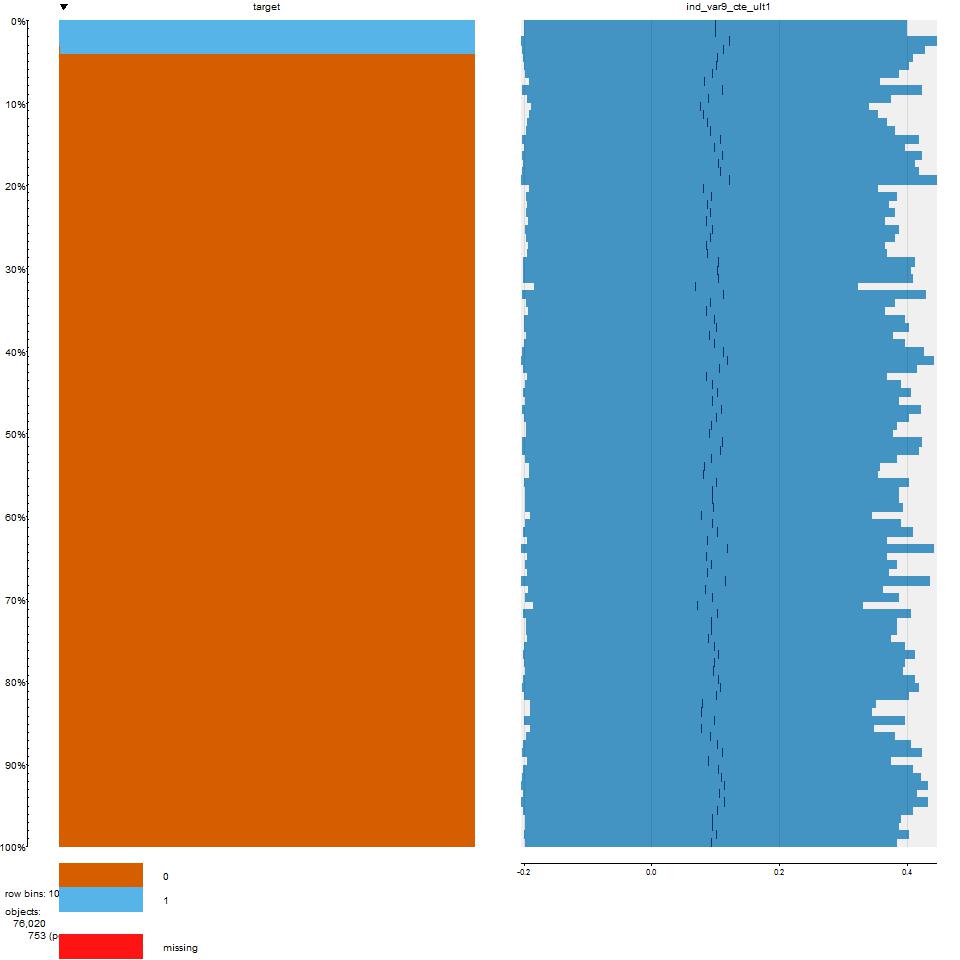 target
ind_var9_cte_ult1
0%
10%
20%
30%
40%
50%
60%
70%
80%
90%
100%
-0.2 0.0 0.2 0.4
0
row bins: 10
1
objects:
76,020
753 (p
missing